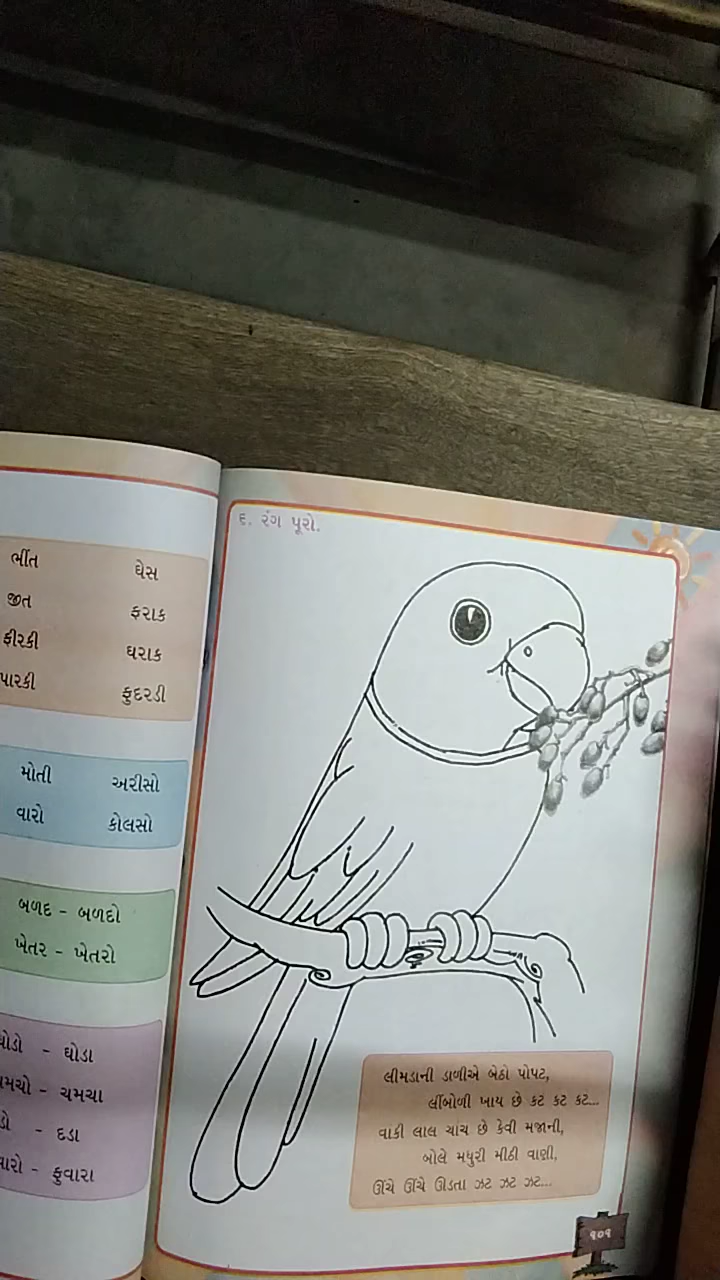 ભીંત ઘેસ
જીત ફરાક
ફીરકી ઘરાક
પારકી ફુદરડી
મોતી અરીસો
વારો કોલસો
બળદ - બળદો
ખેતર - ખેતરો
- ઘોડા
- ચમચા
- દડા
- ફુવારા
૬. રંગ પૂરો.
લીમડાની ડાળીએ બેઠો પોપટ,
લીંબોળી ખાય છે કટ કટ કટ...
વાકી લાલ ચાંચ છે કેવી મજાની,
બોલે મધુરી મીઠી વાણી,
ઊંચે ઊંચે ઊડતા ઝટ ઝટ ઝટ...
૧૦૧